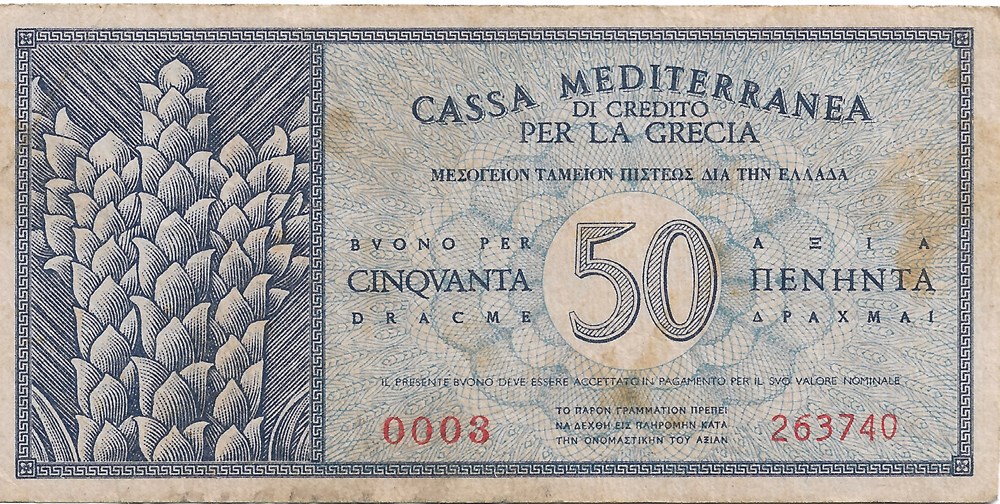 CASSA MEDITERRANEA
DI CREDITO
PER LA GRECIA
ΜΕΣΟΓΕΙΟΝ ΤΑΜΕΙΟΝ ΠΙΣΤΕΩΣ ΔΙΑ ΤΗΝ ΕΛΛΑΔΑ
BVONO PER
CINQVANTA
DRACME
50
ΑΞΙΑ
ΠΕΝΗΝΤΑ
ΔΡΑΧΜΑΙ
IL PRESENTE BVONO DEVE ESSERE ACCETTATO IN PAGAMENTO PER IL SVO VALORE NOMINALE
ΤΟ ΠΑΡΟΝ ΓΡΑΜΜΑΤΙΟΝ ΠΡΕΠΕΙ
ΝΑ ΔΕΧΘΗ ΕΙΣ ΠΛΗΡΟΜΗΝ ΚΑΤΑ
ΤΗΝ ΟΝΟΜΑΣΤΙΚΗΝ ΤΟΥ ΑΞΙΑΝ
0003
263740